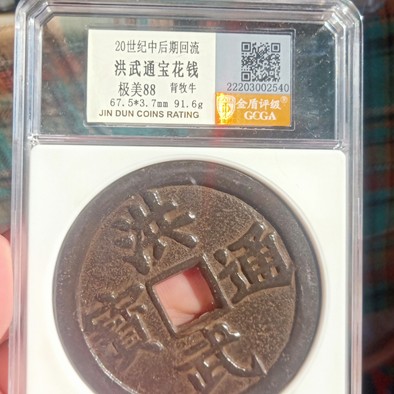 20世纪中后期回流
洪武通宝花钱
极美88 背牧牛
67.5*3.7mm 91.6g
JIN DUN COINS RATING
22203002540
金盾评级
GCGA
洪
通
寶
武